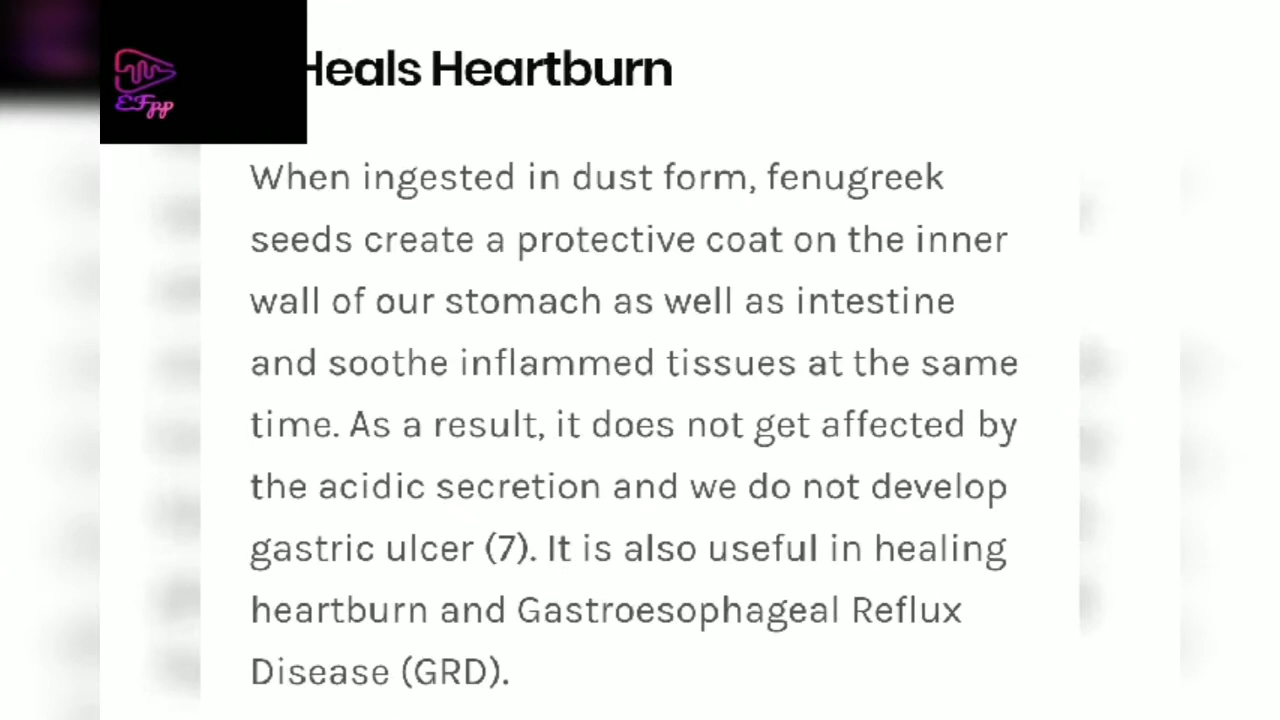 Heals Heartburn
EFpp
When ingested in dust form, fenugreek
seeds create a protective coat on the inner
wall of our stomach as well as intestine
and soothe inflammed tissues at the same
time. As a result, it does not get affected by
the acidic secretion and we do not develop
gastric ulcer (7). It is also useful in healing
heartburn and Gastroesophageal Reflux
Disease (GRD).